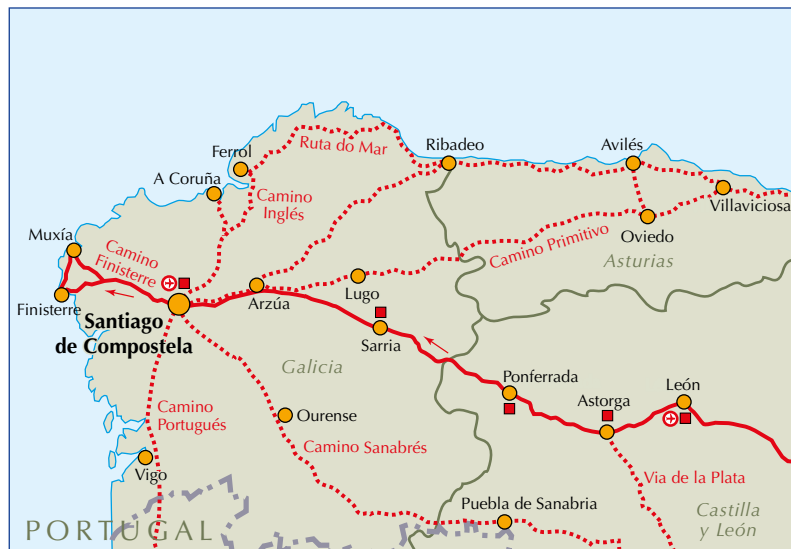 Ferrol
Ruta do Mar
Ribadeo
Avilés
A Coruña
Camino
Inglés
Villaviciosa
Muxía
Camino
Finisterre
Camino Primitivo
Oviedo
Asturias
Finisterre
Arzúa
Lugo
Santiago
de Compostela
Sarria
Galicia
Ponferrada
León
Astorga
Camino
Portugués
Ourense
Camino Sanabrés
Vigo
Via de la Plata
Puebla de Sanabria
Castilla
y León
PORTUGAL